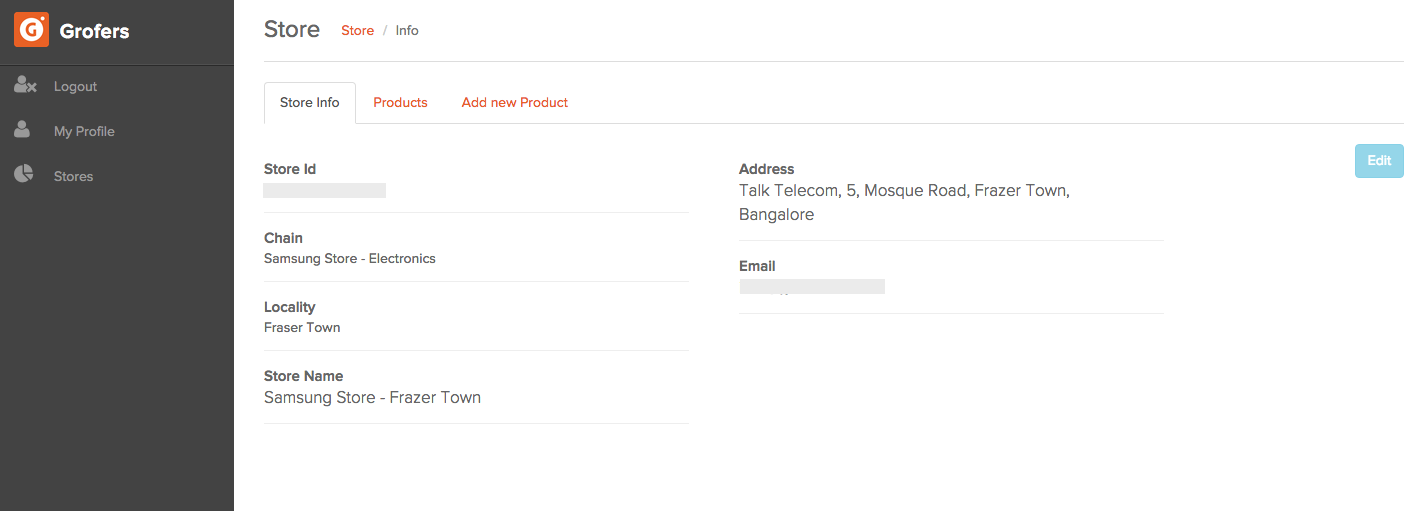 Grofers
Logout
My Profile
Stores
Store
Store / Info
Store Info
Products
Add new Product
Edit
Store Id
Chain
Samsung Store - Electronics
Locality
Fraser Town
Store Name
Samsung Store - Frazer Town
Address
Talk Telecom, 5, Mosque Road, Frazer Town,
Bangalore
Email